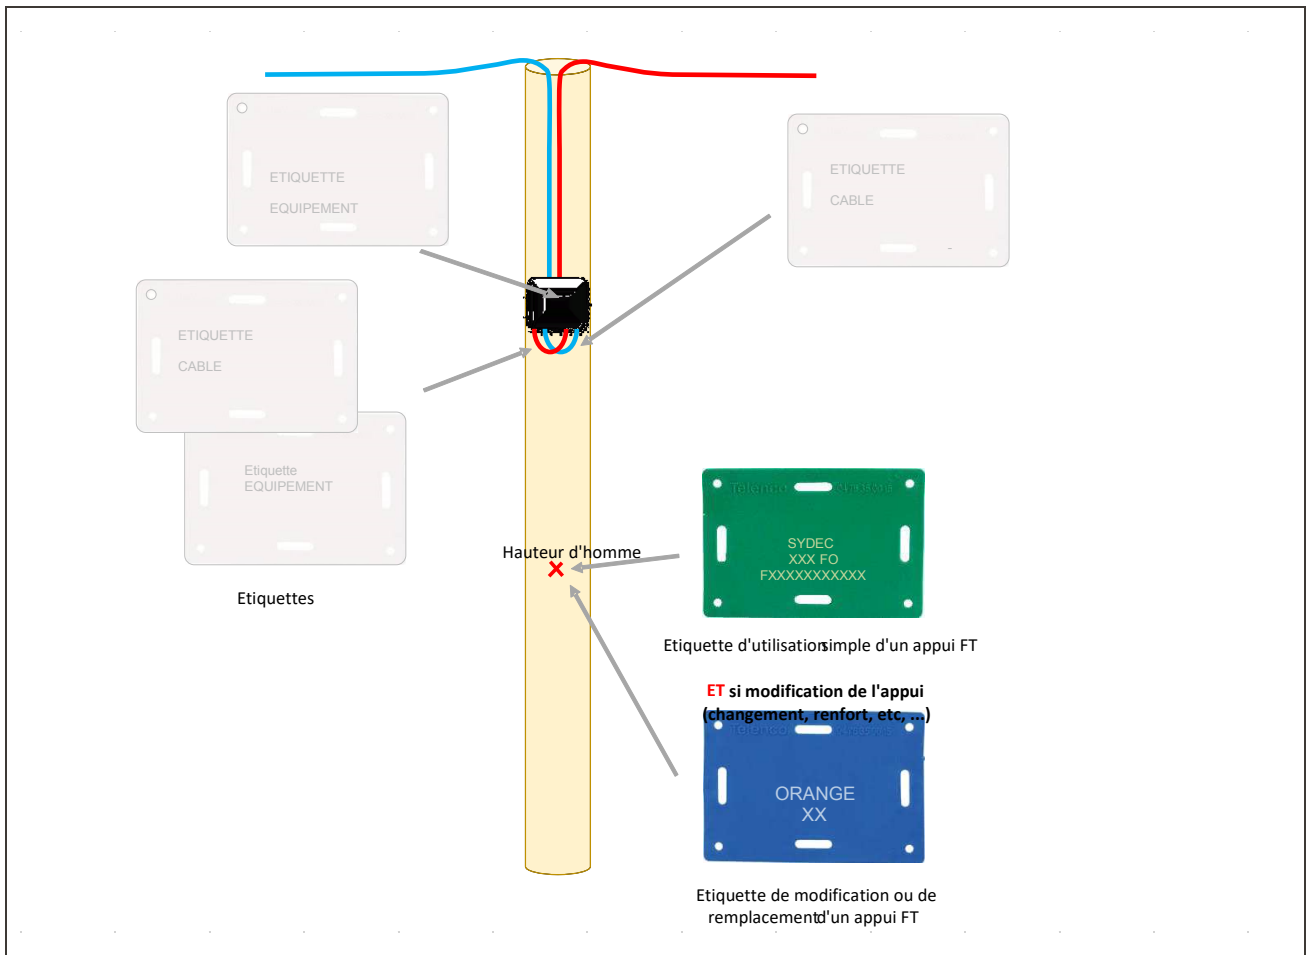 ETIQUETTE
EQUIPEMENT
ETIQUETTE
CABLE
ETIQUETTE
CABLE
Etiquette
EQUIPEMENT
Etiquettes
Hauteur d'homme
Telenco
SYDEC
XXX FO
FXXXXXXXXXXX
Etiquette d'utilisation simple d'un appui FT
ET si modification de l'appui
(changement, renfort, etc, ...)
Telenco
ORANGE
XX
Etiquette de modification ou de
remplacement d'un appui FT